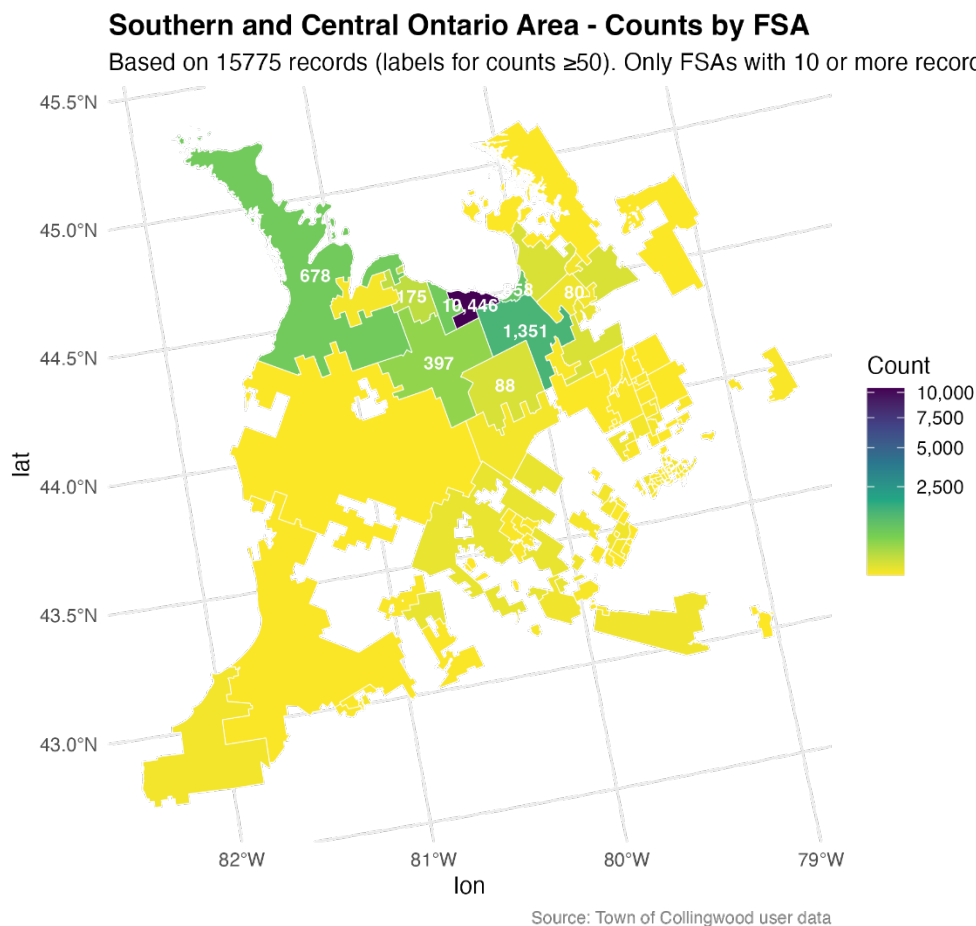 Southern and Central Ontario Area - Counts by FSA
Based on 15775 records (labels for counts ≥50). Only FSAs with 10 or more record
45.5°N
45.0°N
44.5°N
44.0°N
43.5°N
43.0°N
lat
678
175
10,446
558
80
1,351
397
88
Count
10,000
7,500
5,000
2,500
82°W
81°W
80°W
79°W
lon
Source: Town of Collingwood user data